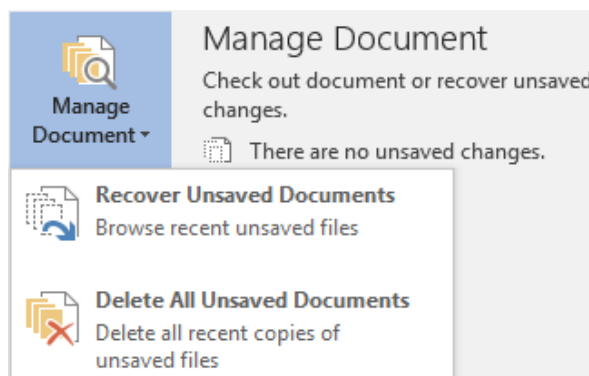 Manage Document
Check out document or recover unsaved
changes.
There are no unsaved changes.
Manage
Document
Recover Unsaved Documents
Browse recent unsaved files
Delete All Unsaved Documents
Delete all recent copies of
unsaved files